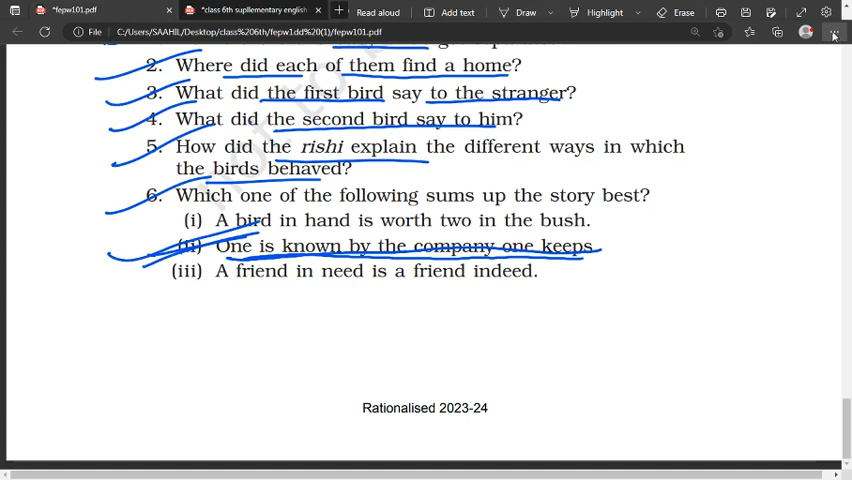 *fepw101.pdf
*class 6th supllementary english
Read aloud
Add text
Draw
Highlight
Erase
File
C:/Users/SAAHIL/Desktop/class%206th/fepw1dd%20(1)/fepw101.pdf
2. Where did each of them find a home?
3. What did the first bird say to the stranger?
4. What did the second bird say to him?
5. How did the rishi explain the different ways in which
the birds behaved?
6. Which one of the following sums up the story best?
(i) A bird in hand is worth two in the bush.
(ii) One is known by the company one keeps.
(iii) A friend in need is a friend indeed.
Rationalised 2023-24